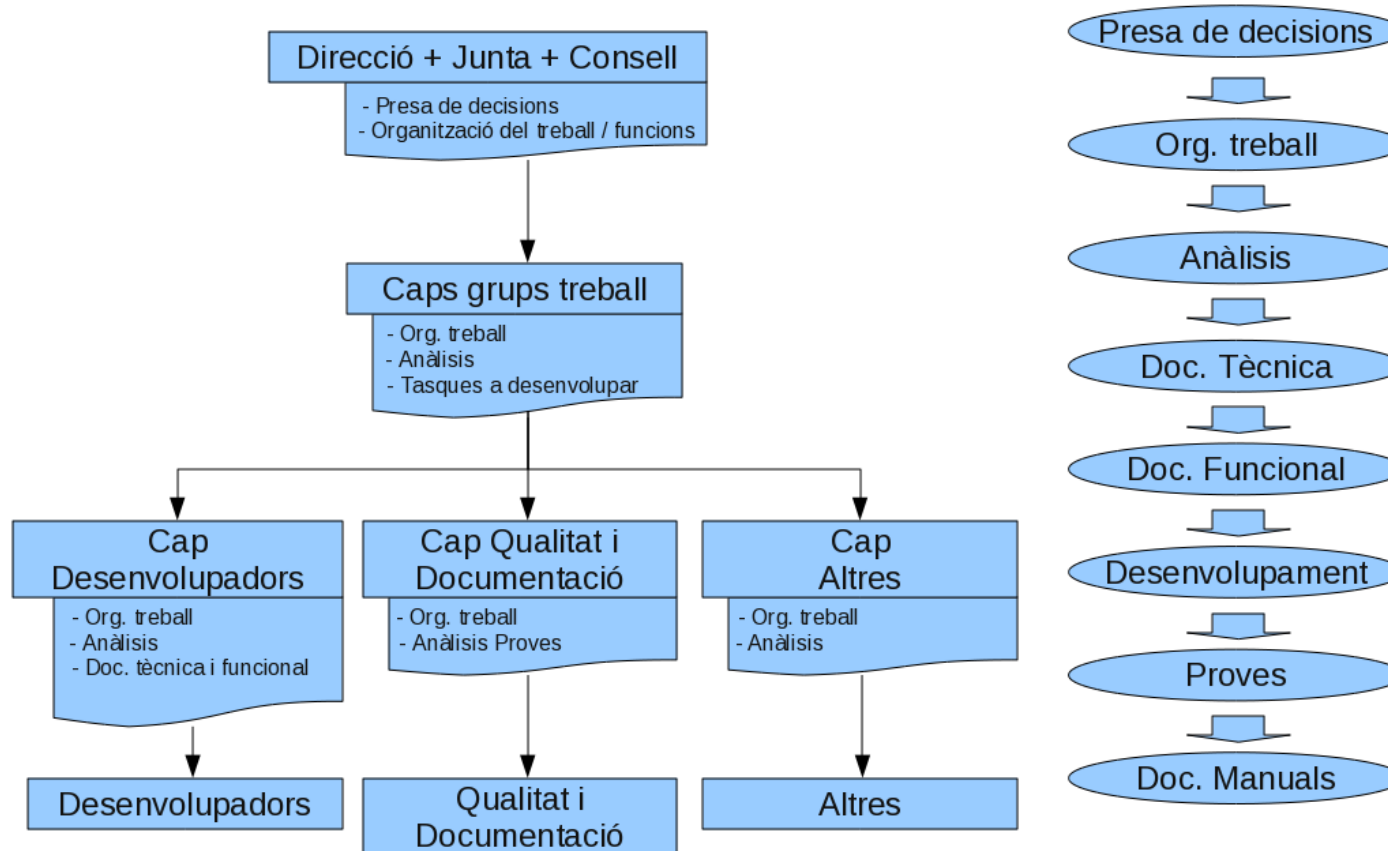 Direcció + Junta + Consell
- Presa de decisions
- Organització del treball / funcions
Caps grups treball
- Org. treball
- Anàlisis
- Tasques a desenvolupar
Cap
Desenvolupadors
- Org. treball
- Anàlisis
- Doc. tècnica i funcional
Cap Qualitat i
Documentació
- Org. treball
- Anàlisis Proves
Cap
Altres
- Org. treball
- Anàlisis
Desenvolupadors
Qualitat i
Documentació
Altres
Presa de decisions
Org. treball
Anàlisis
Doc. Tècnica
Doc. Funcional
Desenvolupament
Proves
Doc. Manuals